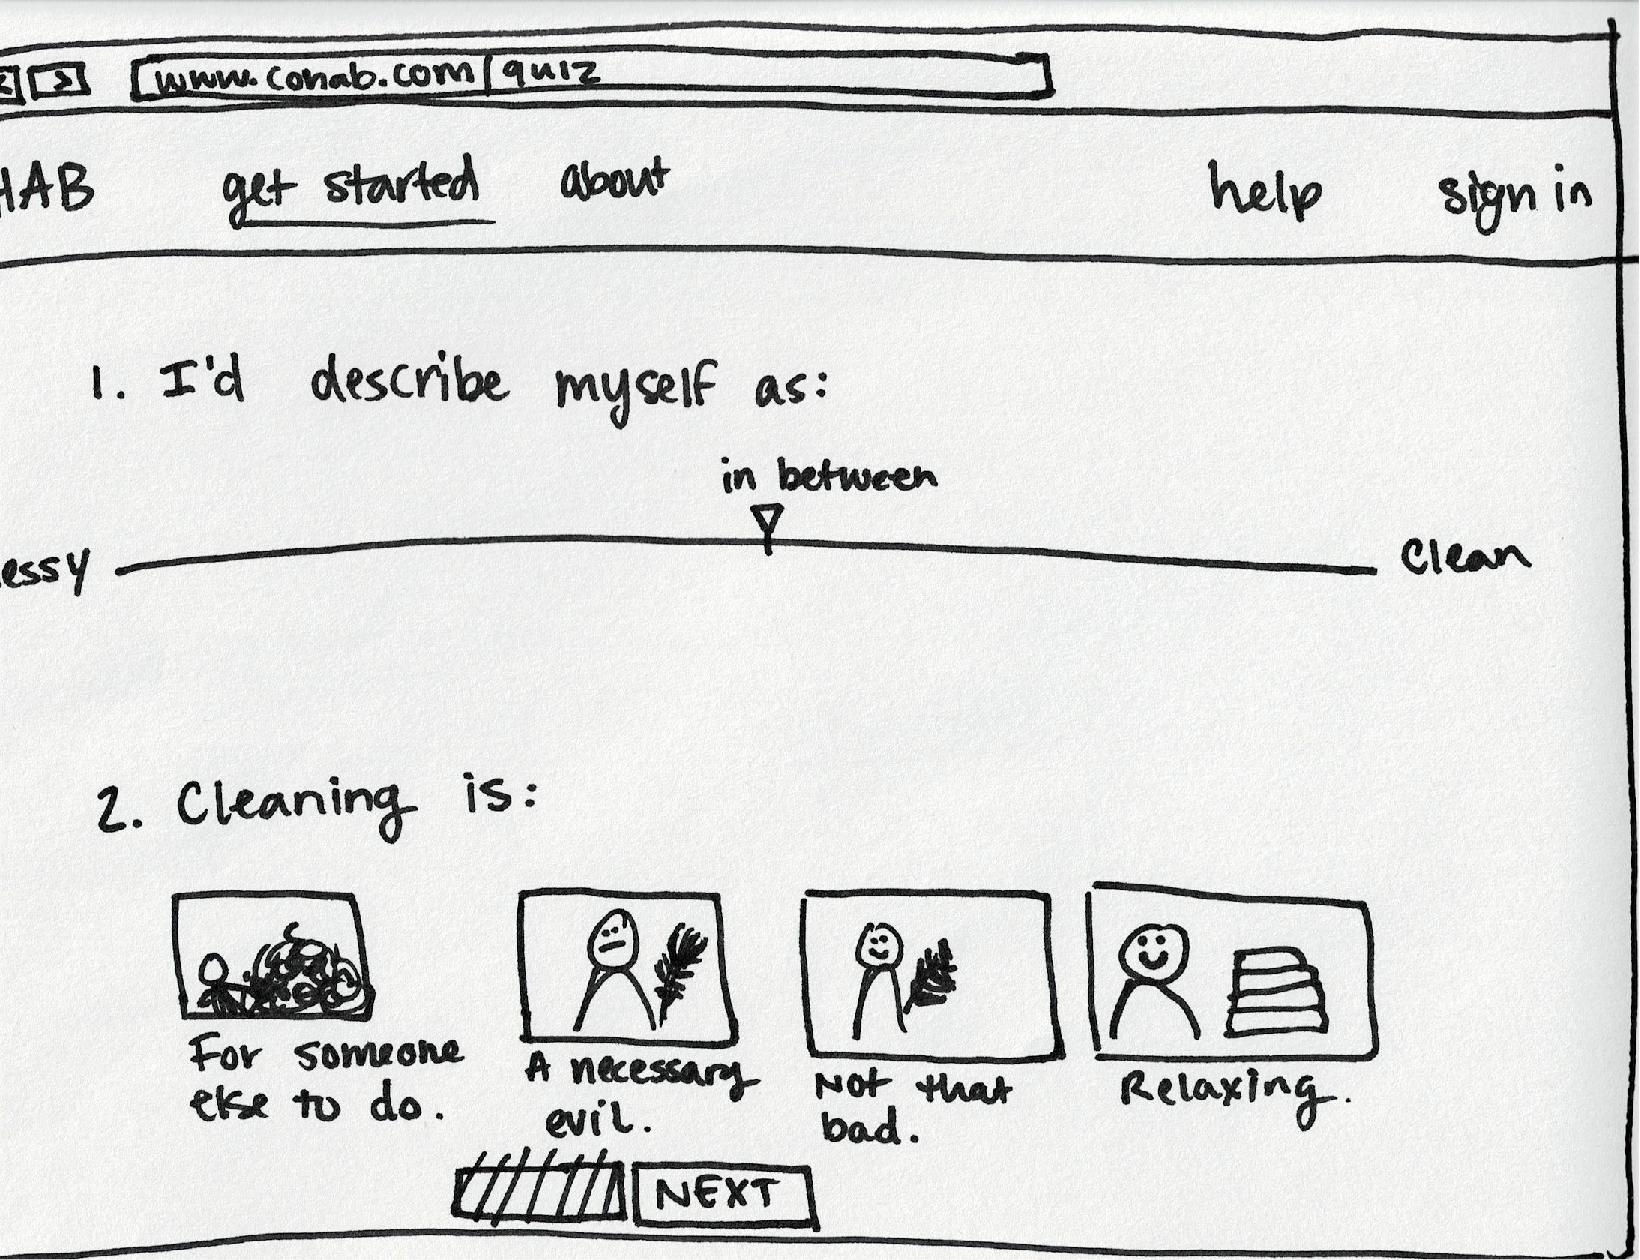 www.cohab.com/quiz
HAB get started about help sign in
1. I'd describe myself as:
in between
essy clean
2. Cleaning is:
For someone
else to do.
A necessary
evil.
Not that
bad.
Relaxing.
NEXT